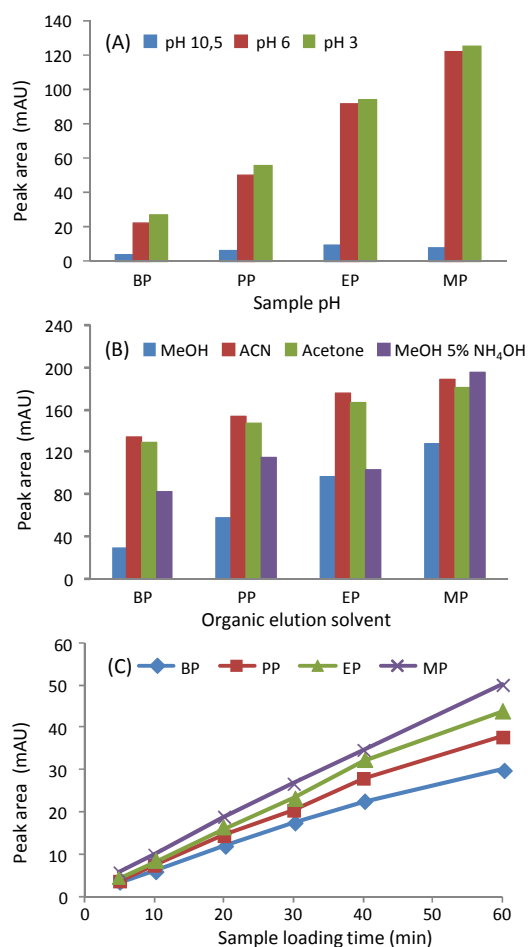 (A) pH 10,5 pH 6 pH 3
Peak area (mAU)
140
120
100
80
60
40
20
0
BP PP EP MP
Sample pH
(B) MeOH ACN Acetone MeOH 5% NH₄OH
Peak area (mAU)
240
200
160
120
80
40
0
BP PP EP MP
Organic elution solvent
(C) BP PP EP MP
Peak area (mAU)
60
50
40
30
20
10
0
0 10 20 30 40 50 60
Sample loading time (min)